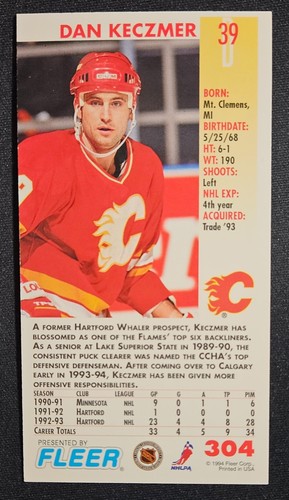 DAN KECZMER
39
BORN:
Mt. Clemens,
MI
BIRTHDATE:
5/25/68
HT: 6-1
WT: 190
SHOOTS:
Left
NHL EXP:
4th year
ACQUIRED:
Trade '93
A FORMER HARTFORD WHALER PROSPECT, KECZMER HAS
BLOSSOMED AS ONE OF THE FLAMES' TOP SIX BACKLINERS.
AS A SENIOR AT LAKE SUPERIOR STATE IN 1989-90, THE
CONSISTENT PUCK CLEARER WAS NAMED THE CCHA'S TOP
DEFENSIVE DEFENSEMAN. AFTER COMING OVER TO CALGARY
EARLY IN 1993-94, KECZMER HAS BEEN GIVEN MORE
OFFENSIVE RESPONSIBILITIES.
SEASON CLUB LEAGUE GP G A TP PIM
1990-91 MINNESOTA NHL 9 0 1 1 6
1991-92 HARTFORD NHL 1 0 0 0 0
1992-93 HARTFORD NHL 23 4 4 8 28
CAREER TOTALS 33 4 5 9 34
PRESENTED BY
FLEER
NHLPA
304
© 1994 Fleer Corp.
Printed in USA